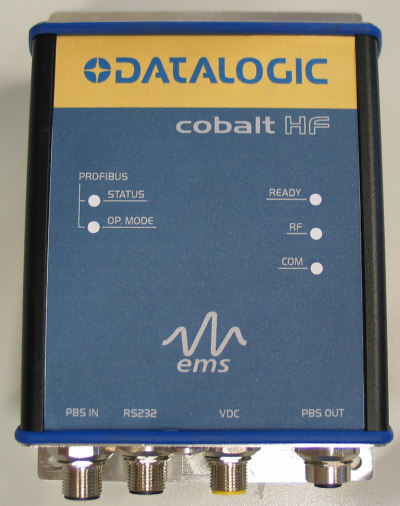 DATALOGIC
cobalt HF
PROFIBUS
STATUS READY
OP. MODE RF
COM
ems
PBS IN RS232 VDC PBS OUT